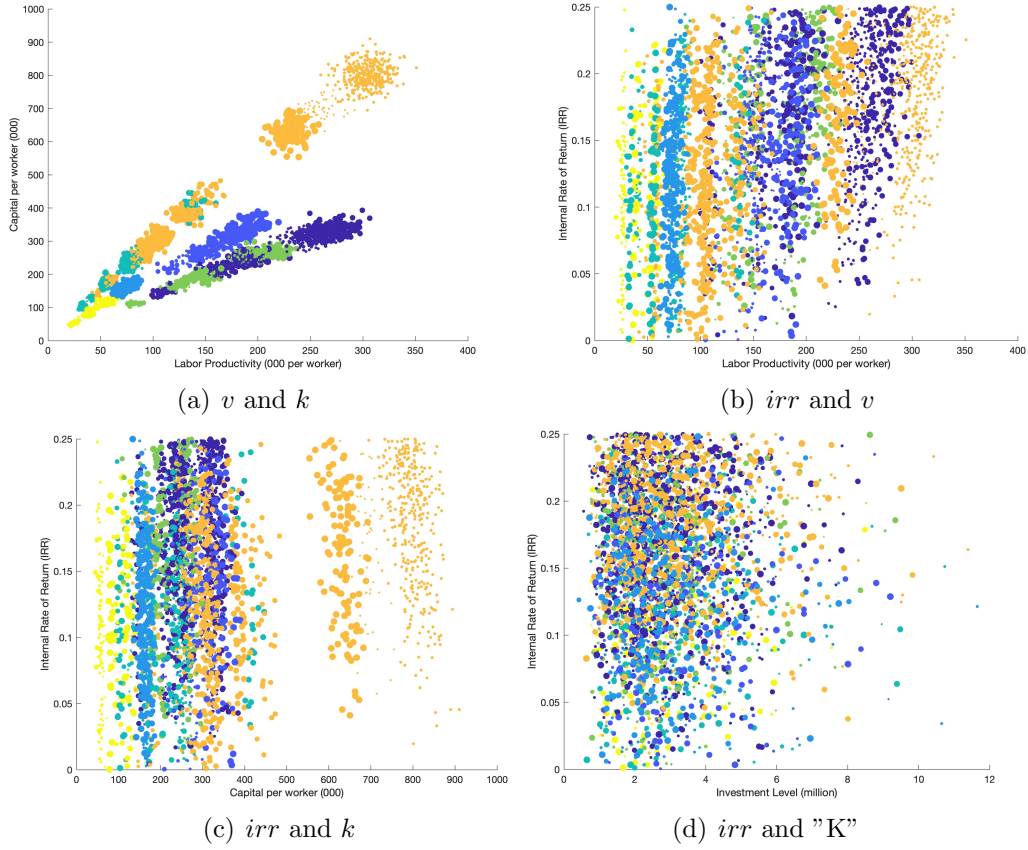 1000
900
800
700
600
500
400
300
200
100
0
Capital per worker (000)
0 50 100 150 200 250 300 350 400
Labor Productivity (000 per worker)
(a) v and k
0.25
0.2
0.15
0.1
0.05
0
Internal Rate of Return (IRR)
0 50 100 150 200 250 300 350 400
Labor Productivity (000 per worker)
(b) irr and v
0.25
0.2
0.15
0.1
0.05
0
Internal Rate of Return (IRR)
0 100 200 300 400 500 600 700 800 900 1000
Capital per worker (000)
(c) irr and k
0.25
0.2
0.15
0.1
0.05
0
Internal Rate of Return (IRR)
0 2 4 6 8 10 12
Investment Level (million)
(d) irr and "K"